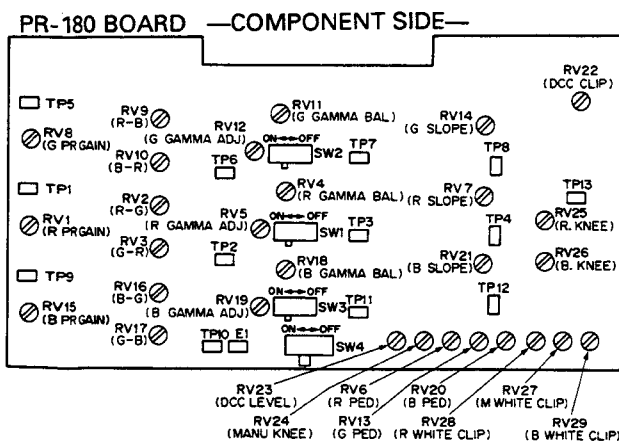 PR-180 BOARD —COMPONENT SIDE—
RV22
(DCC CLIP)
TP5
RV8
(G PRGAIN)
RV9
(R-B)
RV11
(G GAMMA BAL)
RV14
(G SLOPE)
RV12
(G GAMMA ADJ)
ON↔OFF
SW2
TP7
RV10
(B-R)
TP6
TP8
TP1
RV4
(R GAMMA BAL)
RV7
(R SLOPE)
TP13
RV1
(R PRGAIN)
RV2
(R-G)
RV5
(R GAMMA ADJ)
ON↔OFF
SW1
TP3
TP4
RV25
(R. KNEE)
RV3
(G-R)
TP2
RV18
(B GAMMA BAL)
RV21
(B SLOPE)
RV26
(B. KNEE)
TP9
RV15
(B PRGAIN)
RV16
(B-G)
RV19
(B GAMMA ADJ)
ON↔OFF
SW3
TP11
TP12
RV17
(G-B)
TP10 E1
ON↔OFF
SW4
RV23
(DCC LEVEL)
RV6
(R PED)
RV20
(B PED)
RV27
(M WHITE CLIP)
RV24
(MANU KNEE)
RV13
(G PED)
RV28
(R WHITE CLIP)
RV29
(B WHITE CLIP)